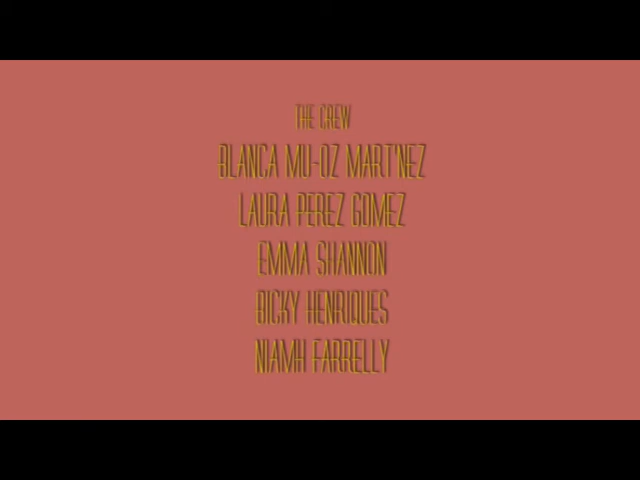 THE CREW
BLANCA MU-OZ MART'NEZ
LAURA PEREZ GOMEZ
EMMA SHANNON
BICKY HENRIQUES
NIAMH FARRELLY